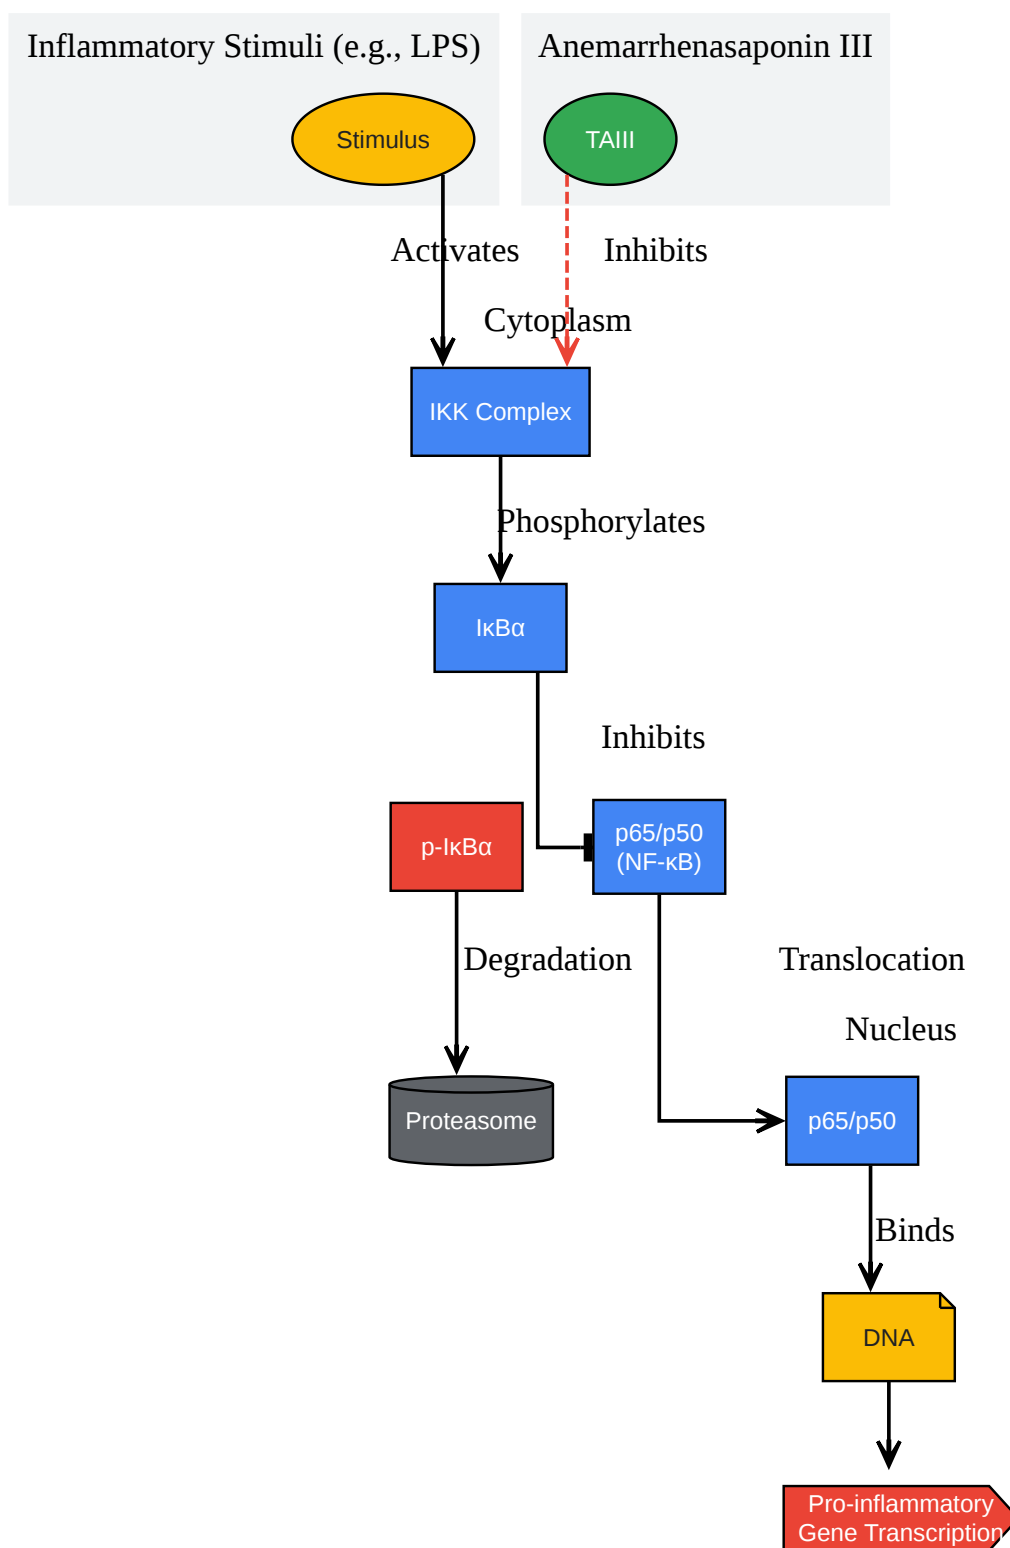 Inflammatory Stimuli (e.g., LPS)
Anemarrhenasaponin III
Stimulus
TAIII
Activates
Inhibits
Cytoplasm
IKK Complex
Phosphorylates
IκBα
Inhibits
p-IκBα
p65/p50
(NF-κB)
Degradation
Translocation
Nucleus
Proteasome
p65/p50
Binds
DNA
Pro-inflammatory
Gene Transcription